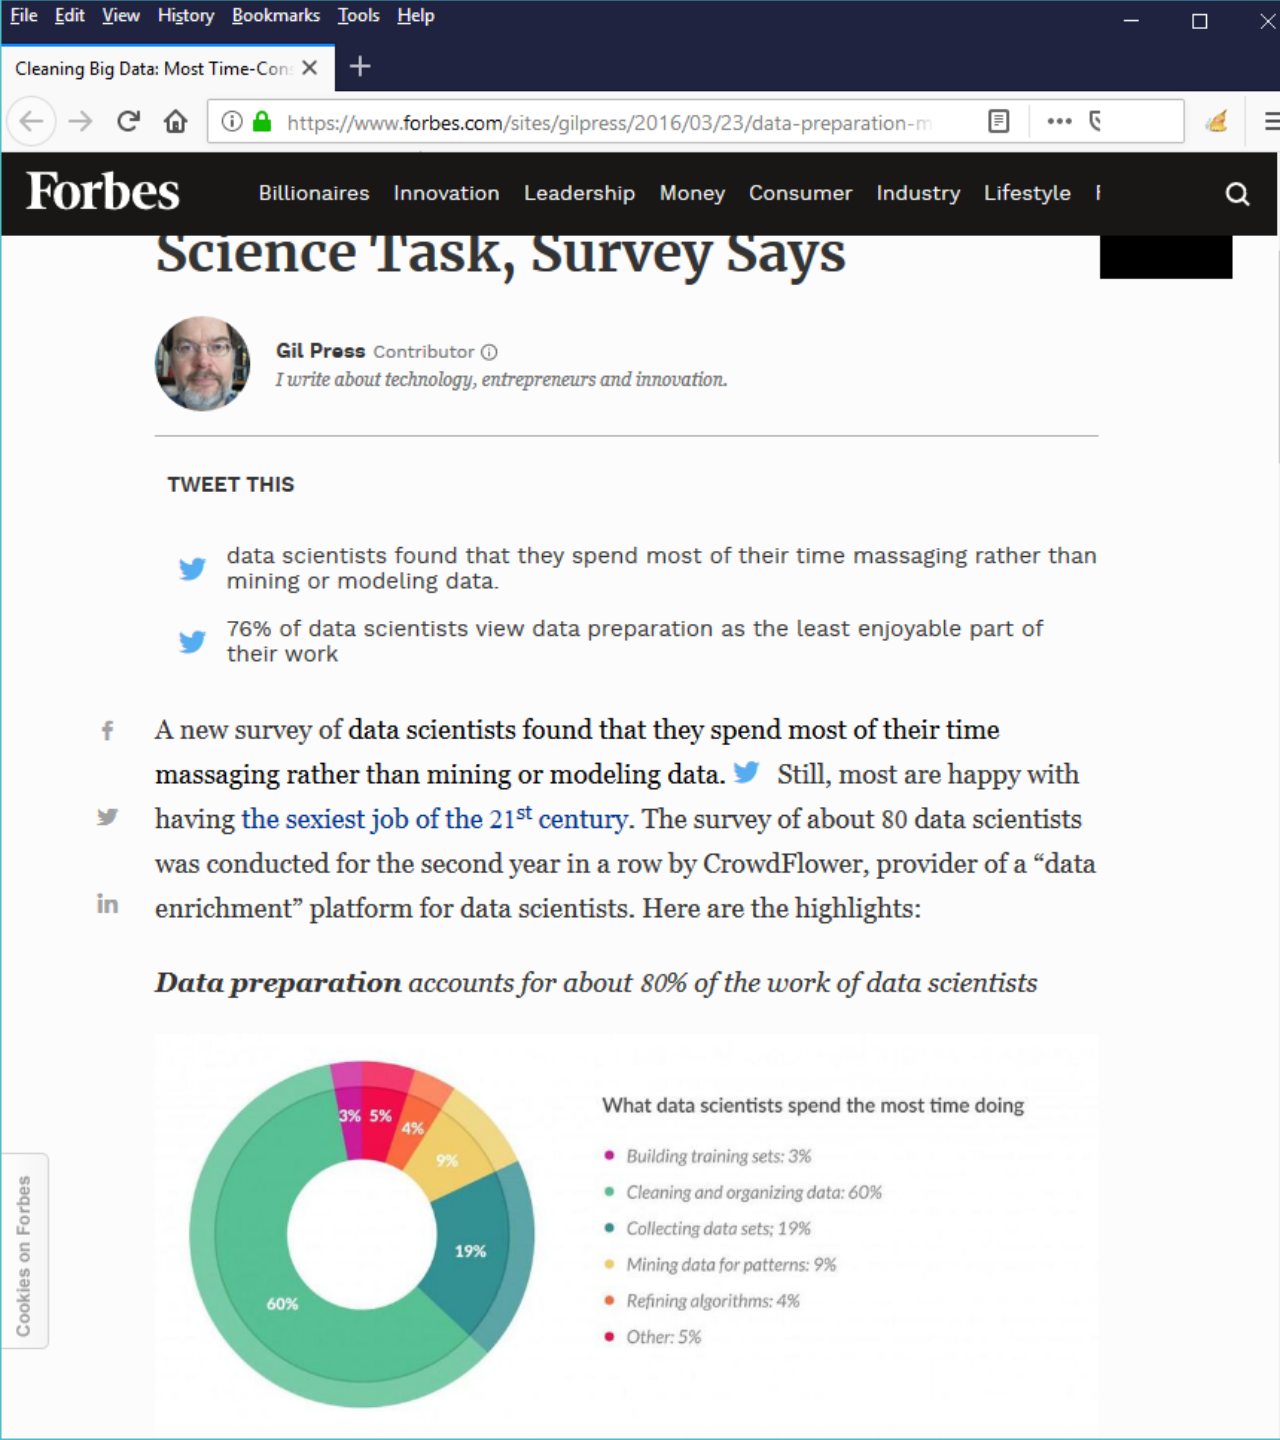 File Edit View History Bookmarks Tools Help
Cleaning Big Data: Most Time-Con
https://www.forbes.com/sites/gilpress/2016/03/23/data-preparation-m
Forbes Billionaires Innovation Leadership Money Consumer Industry Lifestyle
Science Task, Survey Says
Gil Press Contributor
I write about technology, entrepreneurs and innovation.
TWEET THIS
data scientists found that they spend most of their time massaging rather than
mining or modeling data.
76% of data scientists view data preparation as the least enjoyable part of
their work
A new survey of data scientists found that they spend most of their time
massaging rather than mining or modeling data. Still, most are happy with
having the sexiest job of the 21st century. The survey of about 80 data scientists
was conducted for the second year in a row by CrowdFlower, provider of a “data
enrichment” platform for data scientists. Here are the highlights:
Data preparation accounts for about 80% of the work of data scientists
3% 5%
4%
9%
19%
60%
What data scientists spend the most time doing
Building training sets: 3%
Cleaning and organizing data: 60%
Collecting data sets; 19%
Mining data for patterns: 9%
Refining algorithms: 4%
Other: 5%
Cookies on Forbes